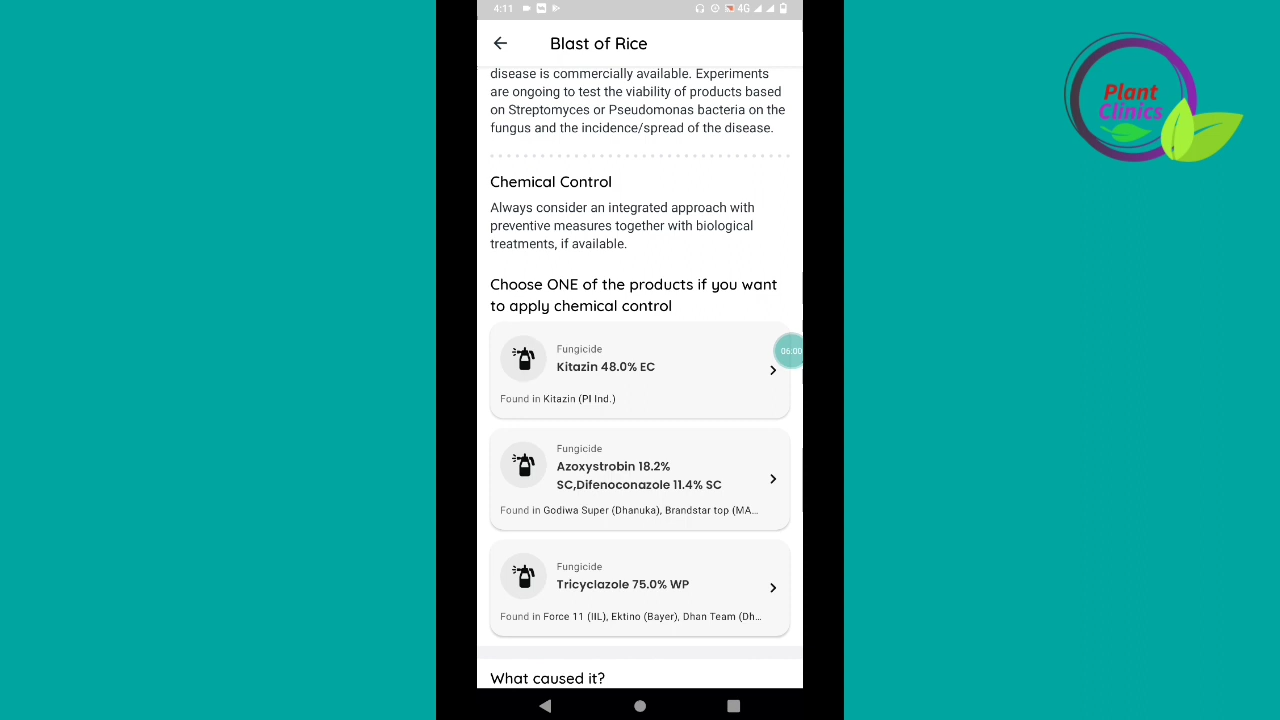 4:11
4G
Blast of Rice
disease is commercially available. Experiments
are ongoing to test the viability of products based
on Streptomyces or Pseudomonas bacteria on the
fungus and the incidence/spread of the disease.
Chemical Control
Always consider an integrated approach with
preventive measures together with biological
treatments, if available.
Choose ONE of the products if you want
to apply chemical control
Fungicide
Kitazin 48.0% EC
Found in Kitazin (PI Ind.)
06:00
Fungicide
Azoxystrobin 18.2%
SC,Difenoconazole 11.4% SC
Found in Godiwa Super (Dhanuka), Brandstar top (MA...
Fungicide
Tricyclazole 75.0% WP
Found in Force 11 (IIL), Ektino (Bayer), Dhan Team (Dh...
What caused it?
Plant
Clinics